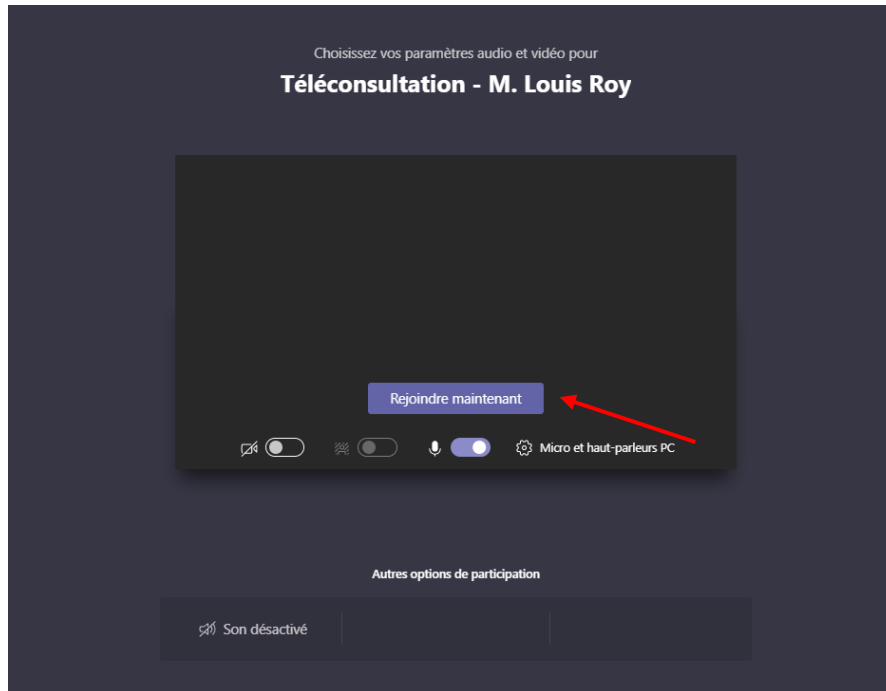 Choisissez vos paramètres audio et vidéo pour
Téléconsultation - M. Louis Roy
Rejoindre maintenant
Micro et haut-parleurs PC
Autres options de participation
Son désactivé